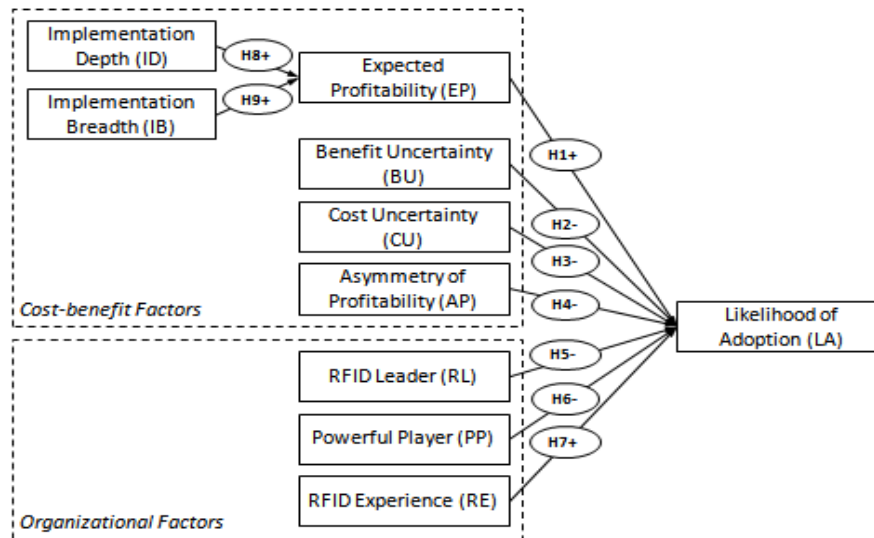 Implementation
Depth (ID)
H8+
Expected
Profitability (EP)
Implementation
Breadth (IB)
H9+
H1+
Benefit Uncertainty
(BU)
H2-
Cost Uncertainty
(CU)
H3-
Asymmetry of
Profitability (AP)
H4-
Cost-benefit Factors
Likelihood of
Adoption (LA)
RFID Leader (RL)
H5-
Powerful Player (PP)
H6-
H7+
RFID Experience (RE)
Organizational Factors